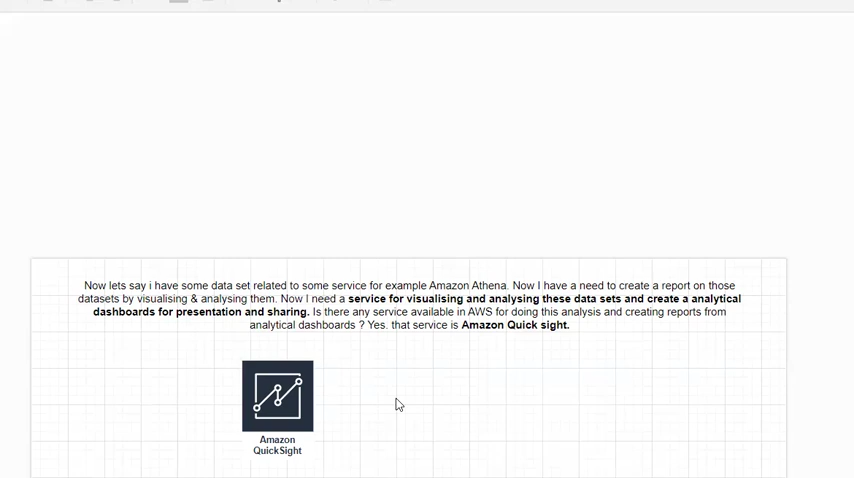 Now lets say i have some data set related to some service for example Amazon Athena. Now I have a need to create a report on those
datasets by visualising & analysing them. Now I need a service for visualising and analysing these data sets and create a analytical
dashboards for presentation and sharing. Is there any service available in AWS for doing this analysis and creating reports from
analytical dashboards ? Yes. that service is Amazon Quick sight.
Amazon
QuickSight